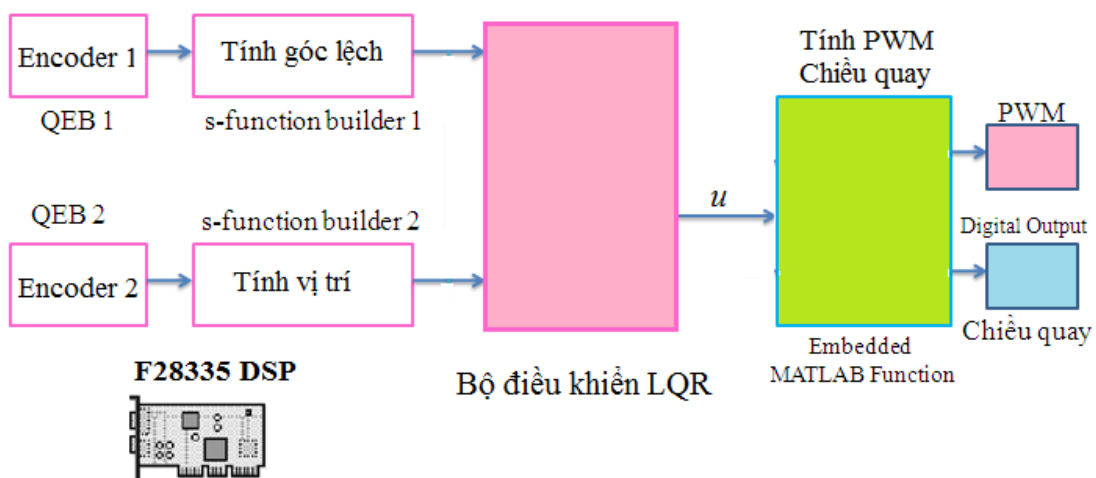 Encoder 1
QEB 1
Tính góc lệch
s-function builder 1
QEB 2
Encoder 2
s-function builder 2
Tính vị trí
F28335 DSP
Bộ điều khiển LQR
u
Tính PWM
Chiều quay
Embedded
MATLAB Function
PWM
Digital Output
Chiều quay